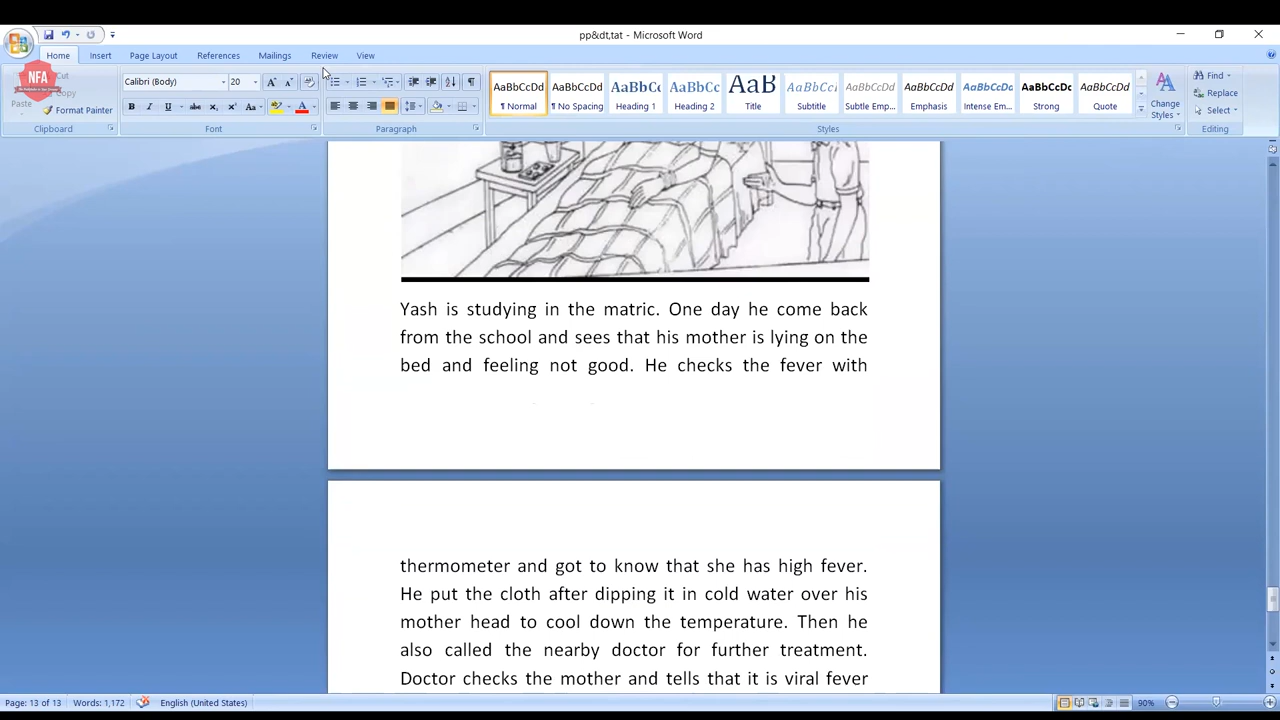 pp&dt,tat - Microsoft Word
Home Insert Page Layout References Mailings Review View
NFA
Cut
Copy
Paste
Format Painter
Calibri (Body) 20
AaBbCcDd AaBbCcDd AaBbCc AaBbCc AaB AaBbCc AaBbCcDd AaBbCcDd AaBbCcDd AaBbCcDc AaBbCcDd
¶ Normal ¶ No Spacing Heading 1 Heading 2 Title Subtitle Subtle Emp... Emphasis Intense Em... Strong Quote
Change Styles
Find
Replace
Select
Clipboard Font Paragraph Styles Editing
Yash is studying in the matric. One day he come back
from the school and sees that his mother is lying on the
bed and feeling not good. He checks the fever with
thermometer and got to know that she has high fever.
He put the cloth after dipping it in cold water over his
mother head to cool down the temperature. Then he
also called the nearby doctor for further treatment.
Doctor checks the mother and tells that it is viral fever
Page: 13 of 13 Words: 1,172 English (United States) 90%